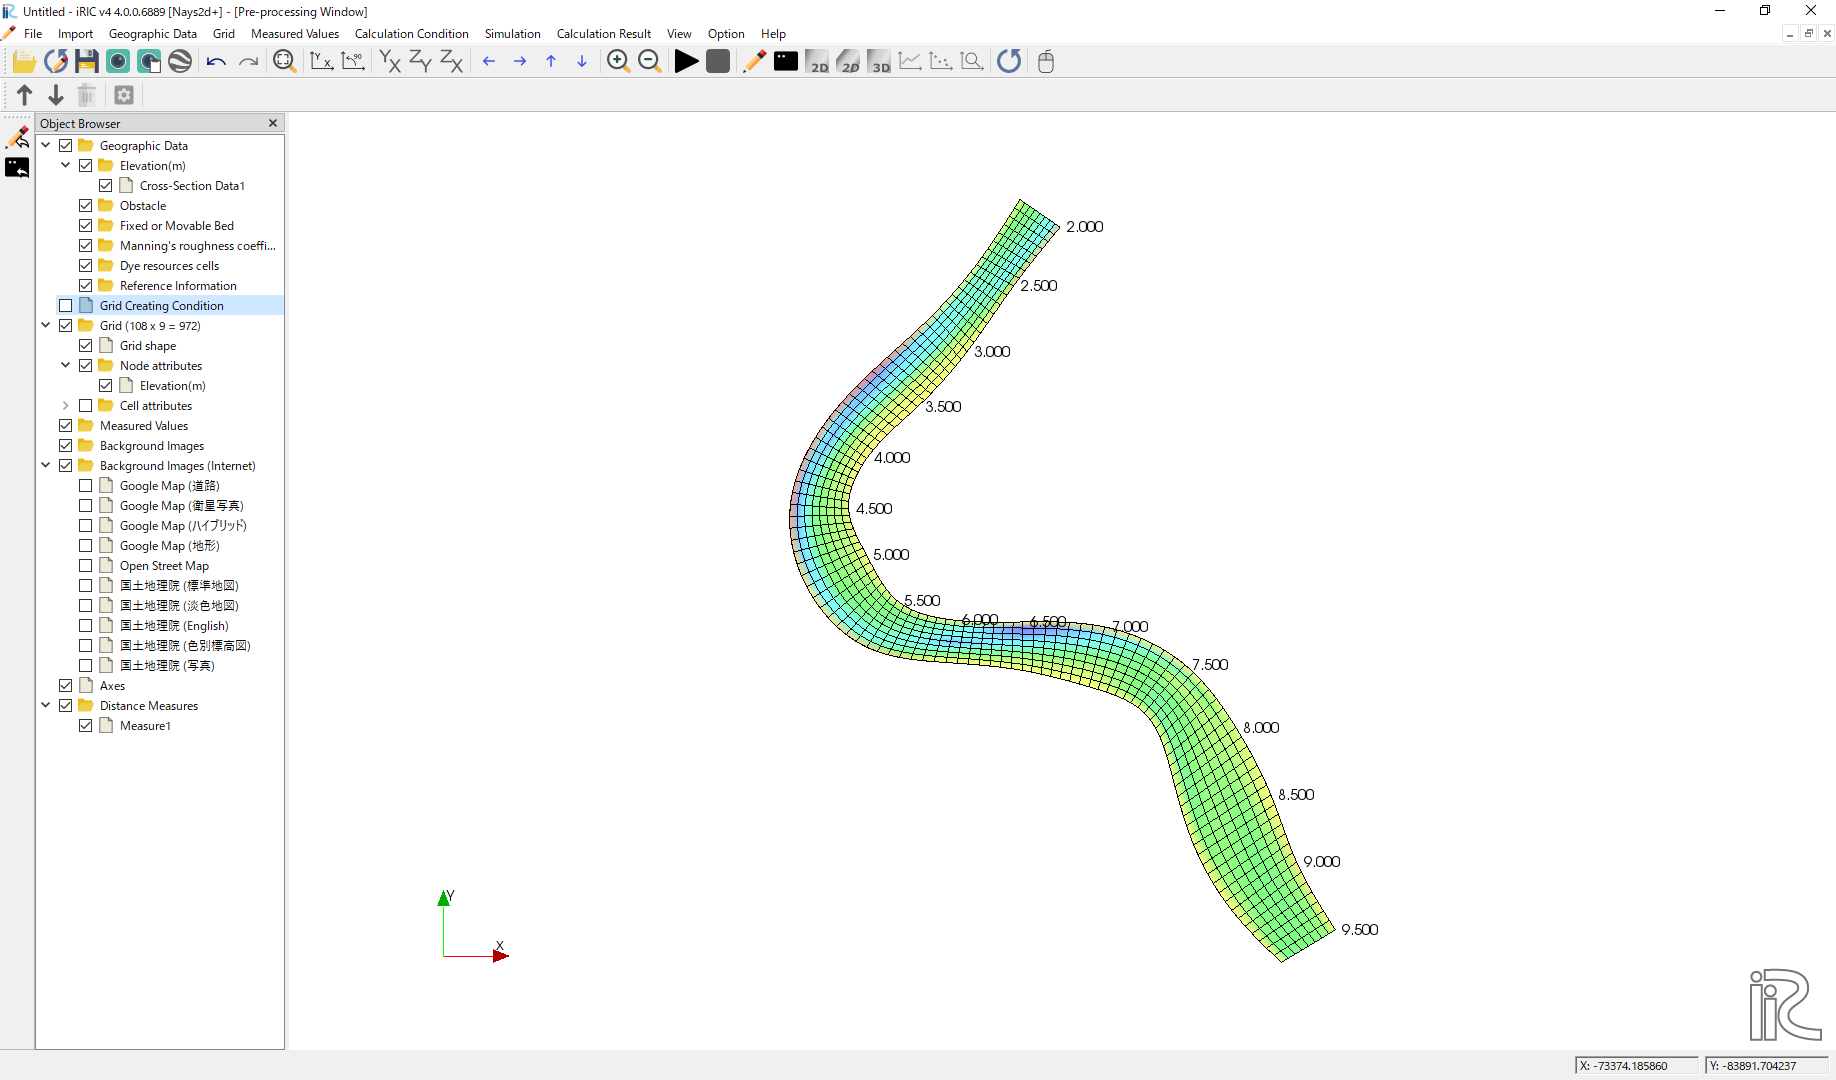 Untitled - iRIC v4 4.0.0.6889 [Nays2d+] - [Pre-processing Window]
File Import Geographic Data Grid Measured Values Calculation Condition Simulation Calculation Result View Option Help
Y X -90 YX ZY ZX 2D 2D 3D
Object Browser
Geographic Data
Elevation(m)
Cross-Section Data1
Obstacle
Fixed or Movable Bed
Manning's roughness coeffi...
Dye resources cells
Reference Information
Grid Creating Condition
Grid (108 x 9 = 972)
Grid shape
Node attributes
Elevation(m)
Cell attributes
Measured Values
Background Images
Background Images (Internet)
Google Map (道路)
Google Map (衛星写真)
Google Map (ハイブリッド)
Google Map (地形)
Open Street Map
国土地理院 (標準地図)
国土地理院 (淡色地図)
国土地理院 (English)
国土地理院 (色別標高図)
国土地理院 (写真)
Axes
Distance Measures
Measure1
2.000
2.500
3.000
3.500
4.000
4.500
5.000
5.500
6.000
6.500
7.000
7.500
8.000
8.500
9.000
9.500
Y
X
iRIC
X: -73374.185860
Y: -83891.704237